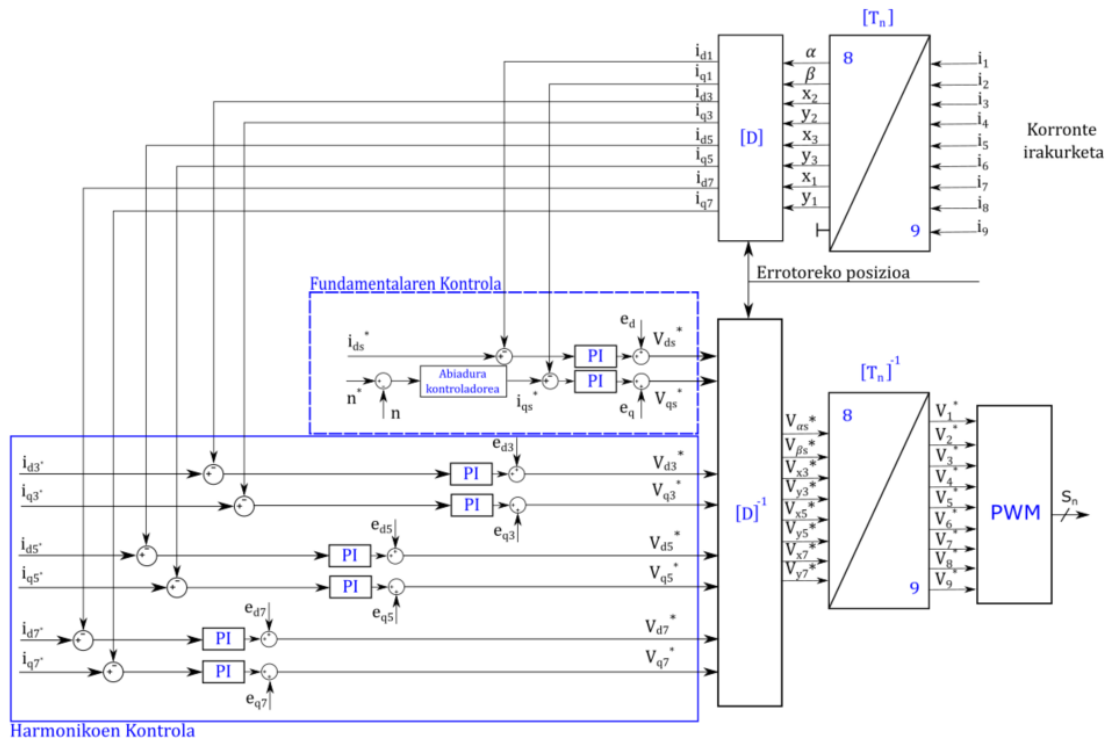 [Tn]
id1
iq1
id3
iq3
id5
iq5
id7
iq7
[D]
α
β
x2
y2
x3
y3
x1
y1
8
9
i1
i2
i3
i4
i5
i6
i7
i8
i9
Korronte
irakurketa
Errotoreko posizioa
Fundamentalaren Kontrola
ids*
n*
n
Abiadura
kontroladorea
iqs*
PI
PI
ed
eq
Vds*
Vqs*
id3*
iq3*
PI
PI
ed3
eq3
Vd3*
Vq3*
id5*
iq5*
PI
PI
ed5
eq5
Vd5*
Vq5*
id7*
iq7*
PI
PI
ed7
eq7
Vd7*
Vq7*
Harmonikoen Kontrola
[D]-1
Vαs*
Vβs*
Vx3*
Vy3*
Vx5*
Vy5*
Vx7*
Vy7*
[Tn]-1
8
9
V1*
V2*
V3*
V4*
V5*
V6*
V7*
V8*
V9*
PWM
Sn